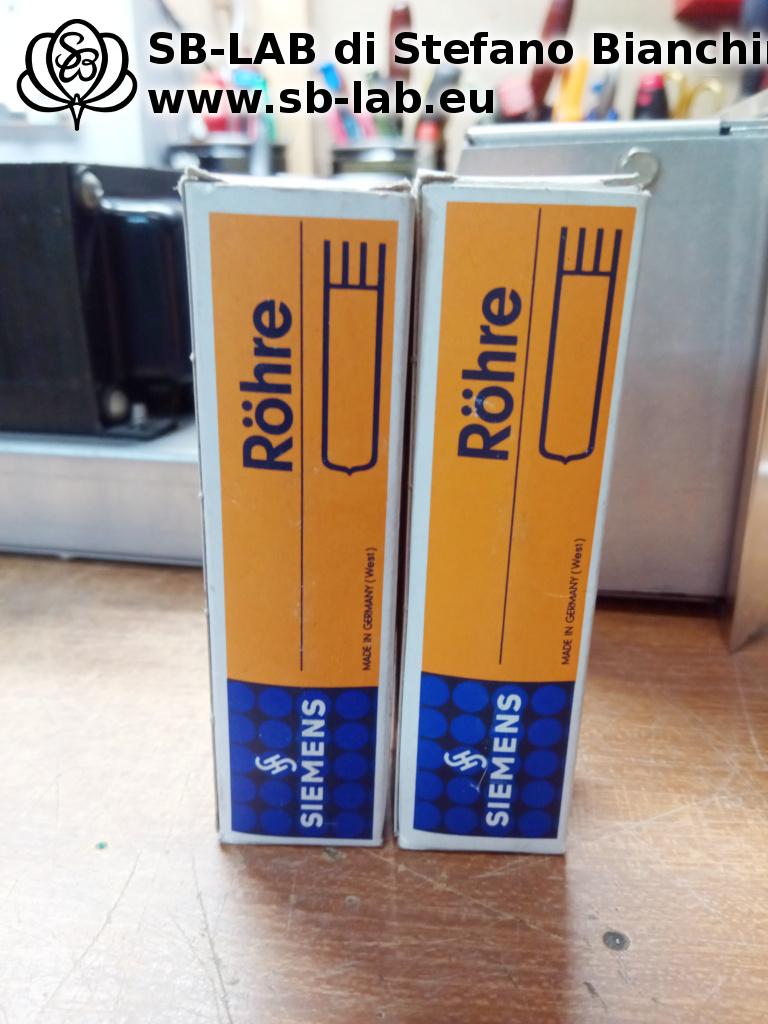 SB-LAB di Stefano Bianchi
www.sb-lab.eu
Röhre
MADE IN GERMANY (West)
SIEMENS
Röhre
MADE IN GERMANY (West)
SIEMENS